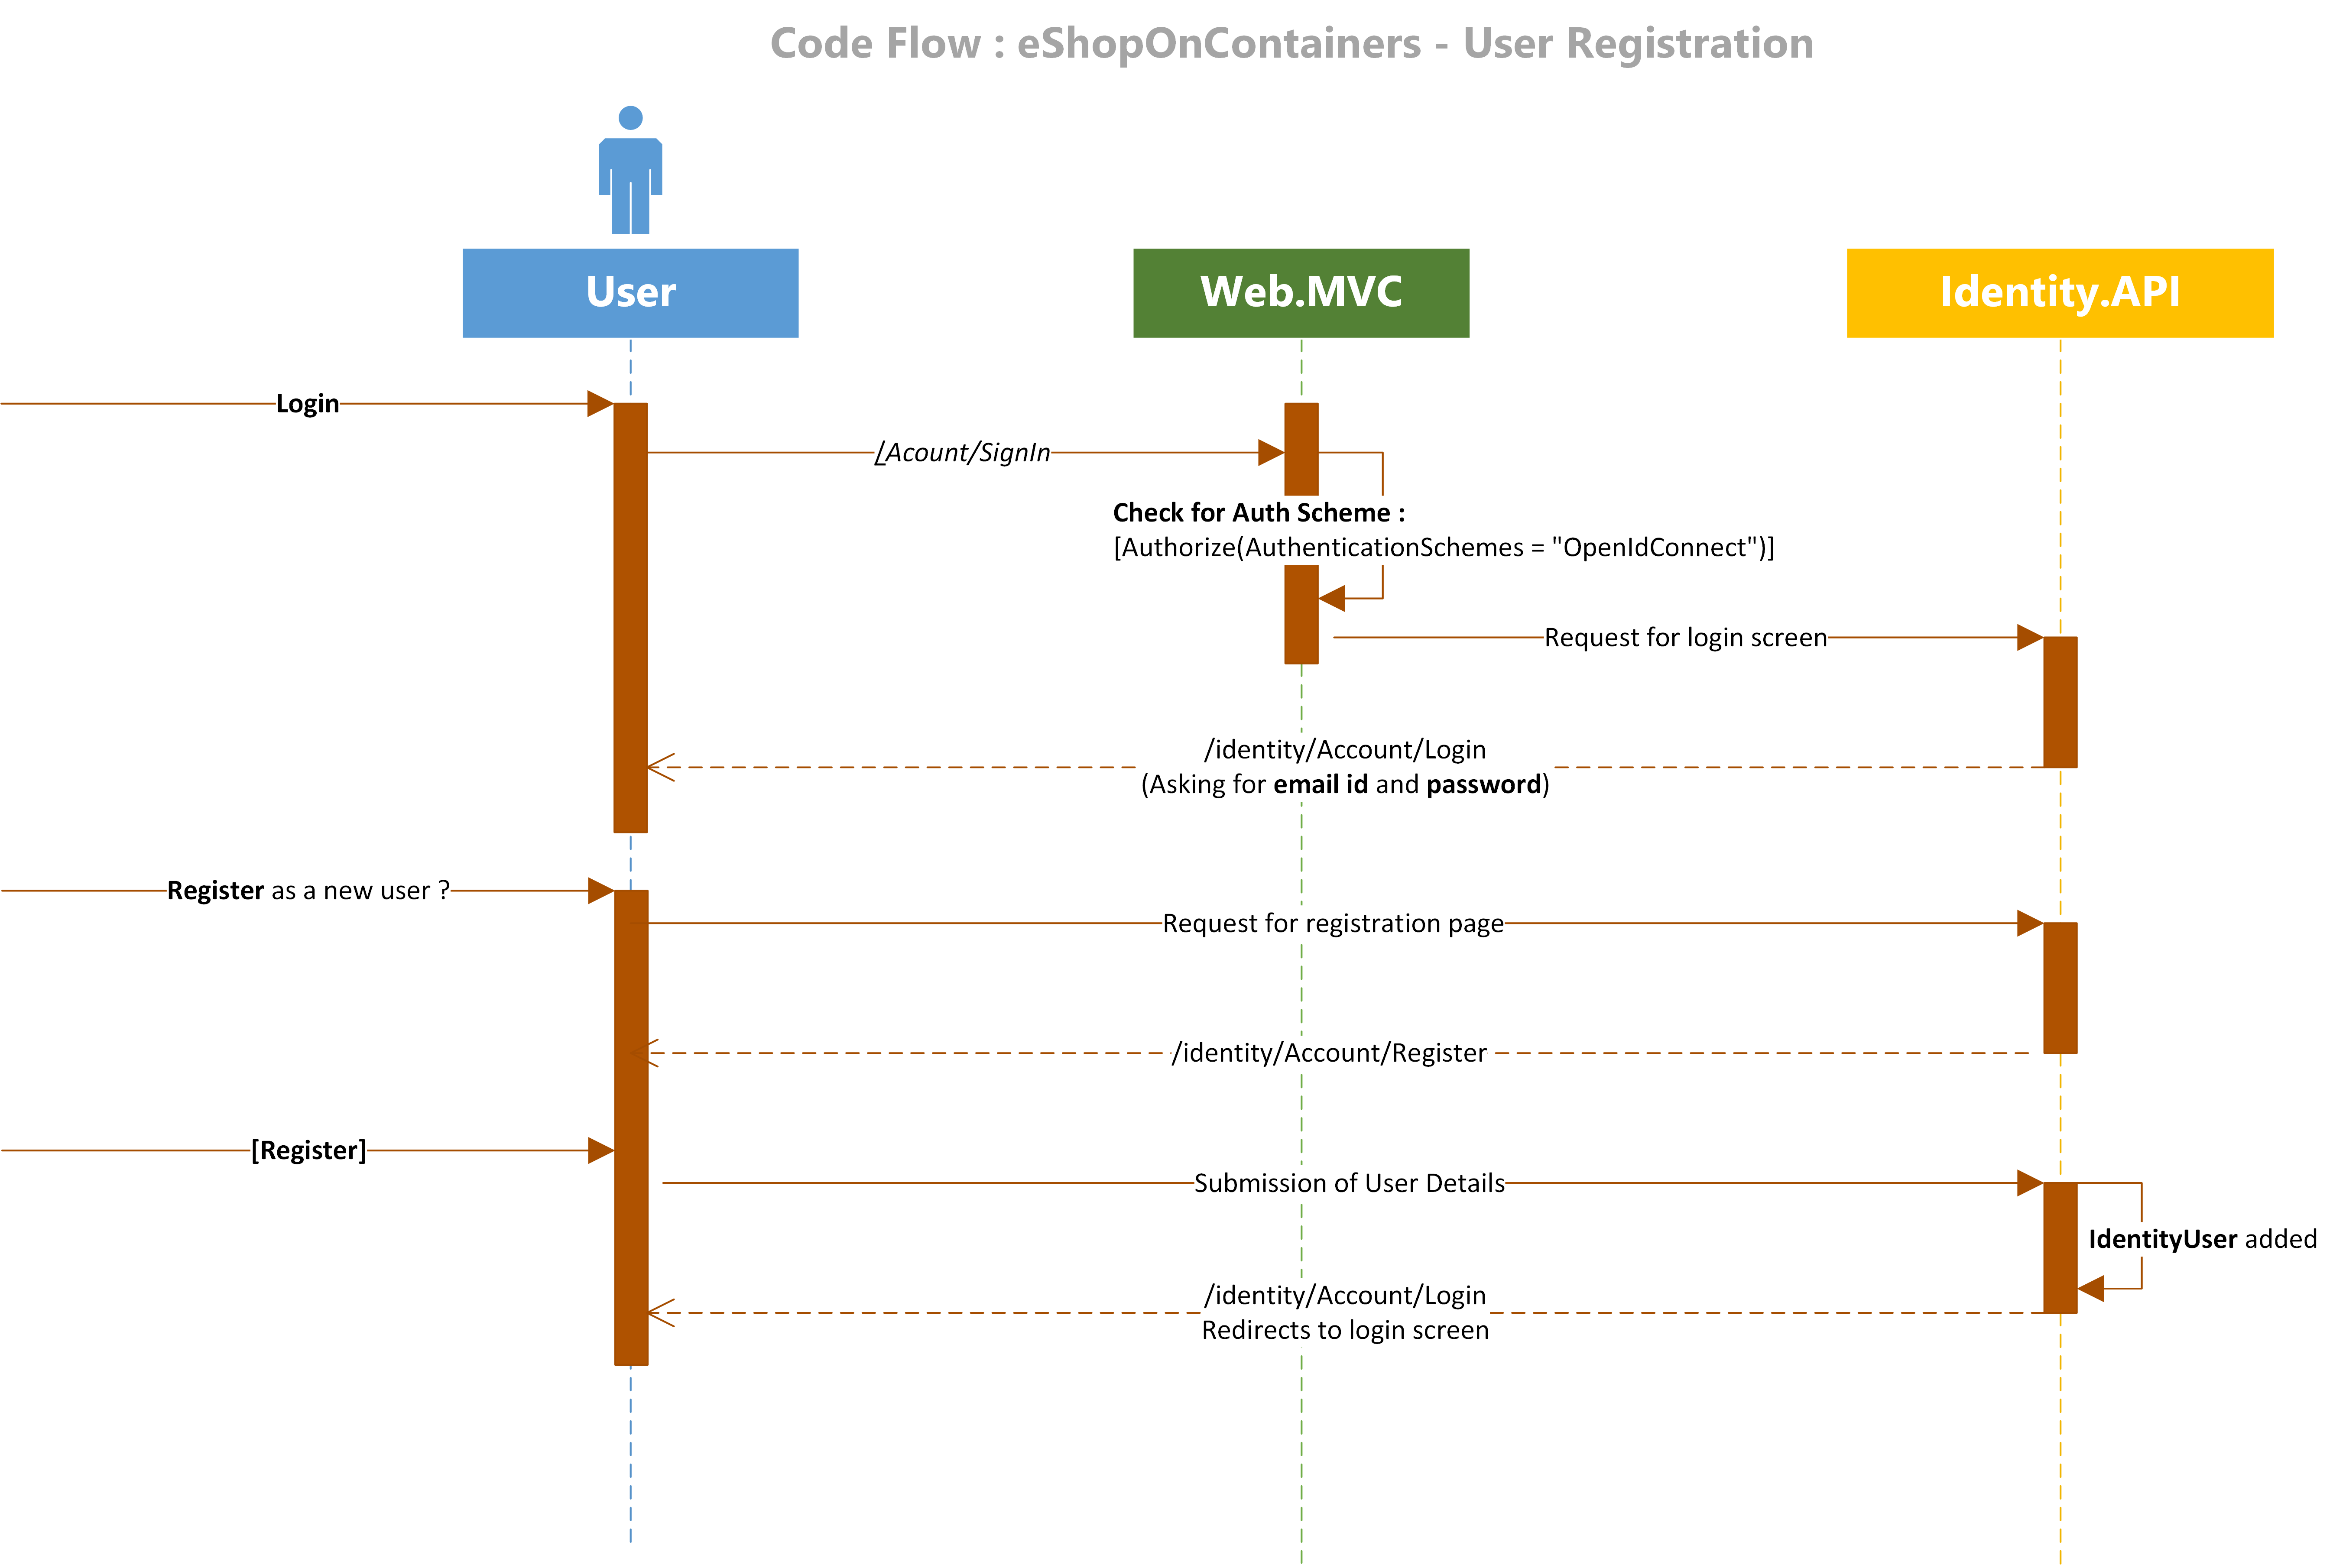 Code Flow : eShopOnContainers - User Registration
User
Web.MVC
Identity.API
Login
/Acount/SignIn
Check for Auth Scheme :
[Authorize(AuthenticationSchemes = "OpenIdConnect")]
Request for login screen
/identity/Account/Login
(Asking for email id and password)
Register as a new user ?
Request for registration page
/identity/Account/Register
[Register]
Submission of User Details
IdentityUser added
/identity/Account/Login
Redirects to login screen